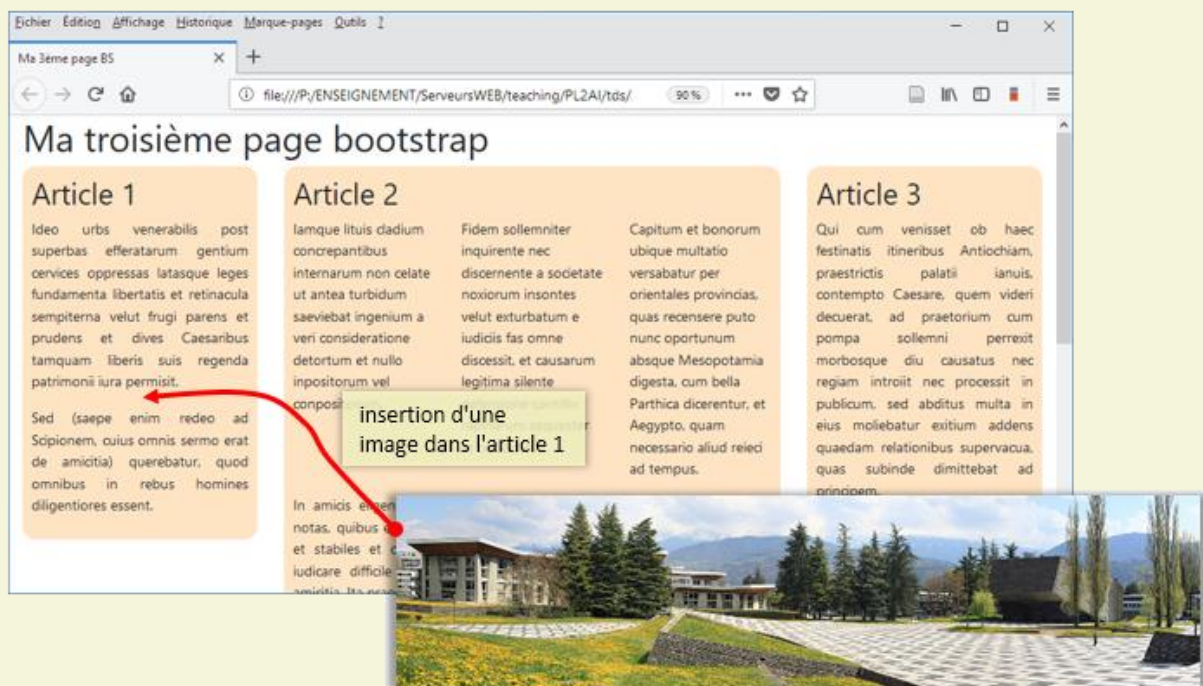 Fichier Édition Affichage Historique Marque-pages Outils ?
Ma 3ème page BS
file:///P:/ENSEIGNEMENT/ServeursWEB/teaching/PL2AI/tds/
90 %
Ma troisième page bootstrap
Article 1
Ideo urbs venerabilis post
superbas efferatarum gentium
cervices oppressas latasque leges
fundamenta libertatis et retinacula
sempiterna velut frugi parens et
prudens et dives Caesaribus
tamquam liberis suis regenda
patrimonii iura permisit.
Sed (saepe enim redeo ad
Scipionem, cuius omnis sermo erat
de amicitia) querebatur, quod
omnibus in rebus homines
diligentiores essent.
Article 2
Iamque lituis cladium
concrepantibus
internarum non celate
ut antea turbidum
saeviebat ingenium a
veri consideratione
detortum et nullo
inpositorum vel
Fidem sollemniter
inquirente nec
discernente a societate
noxiorum insontes
velut exturbatum e
iudiciis fas omne
discessit, et causarum
legitima silente
Capitum et bonorum
ubique multatio
versabatur per
orientales provincias,
quas recensere puto
nunc oportunum
absque Mesopotamia
digesta, cum bella
Parthica dicerentur, et
Aegypto, quam
necessario aliud reieci
ad tempus.
In amicis
notas, quibus
et stabiles et
iudicare difficile
Article 3
Qui cum venisset ob haec
festinatis itineribus Antiochiam,
praestrictis palatii ianuis,
contempto Caesare, quem videri
decuerat, ad praetorium cum
pompa sollemni perrexit
morbosque diu causatus nec
regiam introiit nec processit in
publicum, sed abditus multa in
eius moliebatur exitium addens
quaedam relationibus supervacua,
quas subinde dimittebat ad
principem.
insertion d'une
image dans l'article 1